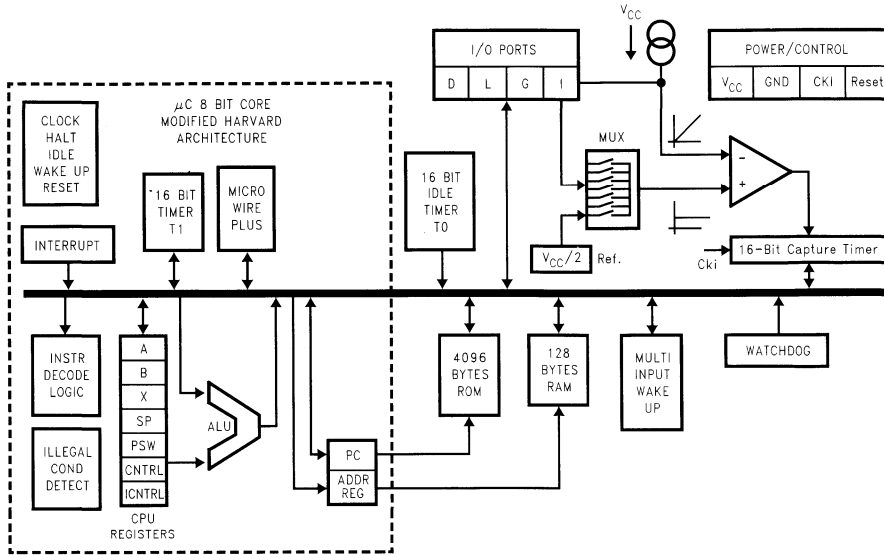 V_CC
I/O PORTS
D L G I
POWER/CONTROL
V_CC GND CKI Reset
μC 8 BIT CORE
MODIFIED HARVARD
ARCHITECTURE
CLOCK
HALT
IDLE
WAKE UP
RESET
16 BIT
TIMER
T1
MICRO
WIRE
PLUS
16 BIT
IDLE
TIMER
T0
MUX
-
+
INTERRUPT
V_CC/2 Ref.
Cki
16-Bit Capture Timer
INSTR
DECODE
LOGIC
A
B
X
SP
PSW
CNTRL
ICNTRL
CPU
REGISTERS
ALU
4096
BYTES
ROM
128
BYTES
RAM
MULTI
INPUT
WAKE
UP
WATCHDOG
ILLEGAL
COND
DETECT
PC
ADDR
REG